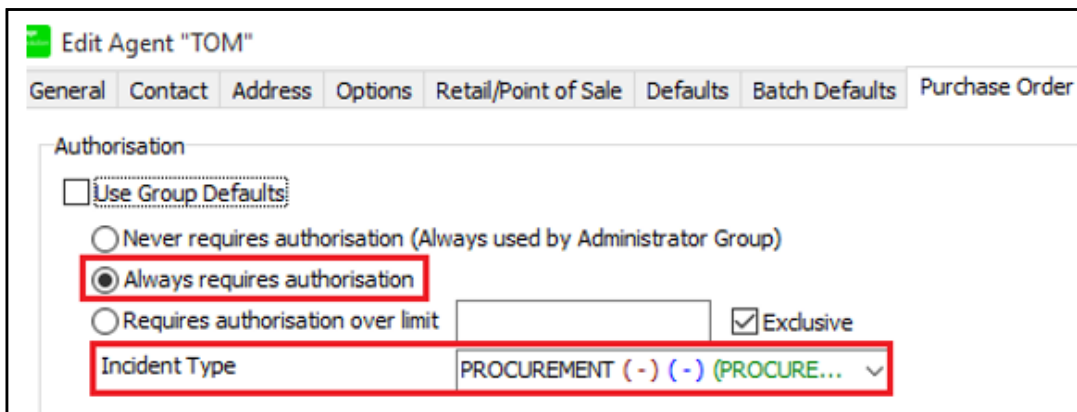 Edit Agent "TOM"
General Contact Address Options Retail/Point of Sale Defaults Batch Defaults Purchase Order
Authorisation
Use Group Defaults
Never requires authorisation (Always used by Administrator Group)
Always requires authorisation
Requires authorisation over limit Exclusive
Incident Type PROCUREMENT (-) (-) (PROCURE...